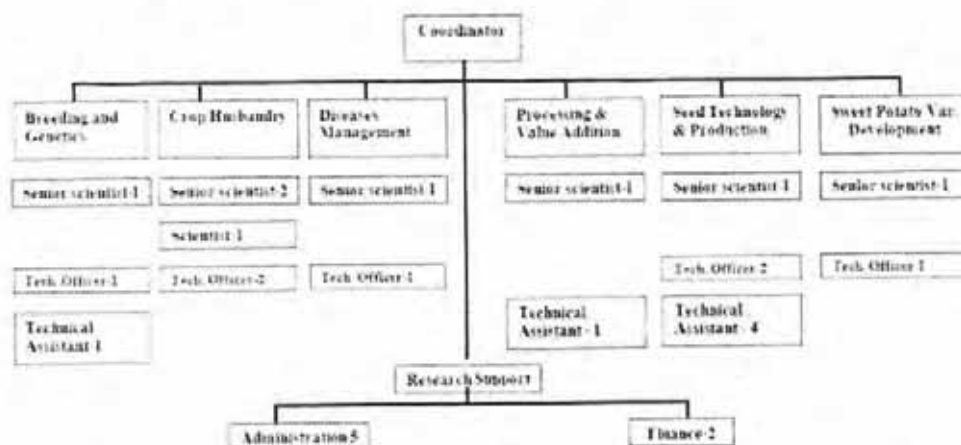 Coordinator
Breeding and
Genetics
Crop Husbandry
Diseases
Management
Processing &
Value Addition
Seed Technology
& Production
Sweet Potato Var.
Development
Senior scientist-1
Senior scientist-2
Senior scientist-1
Senior scientist-1
Senior scientist-1
Senior scientist-1
Scientist-1
Tech. Officer-2
Tech Officer-1
Tech. Officer-
Tech. Officer-2
Tech. Officer-1
Technical
Assistant-1
Technical
Assistant -1
Technical
Assistant -4
Research Support
Administration 5
Finance-2